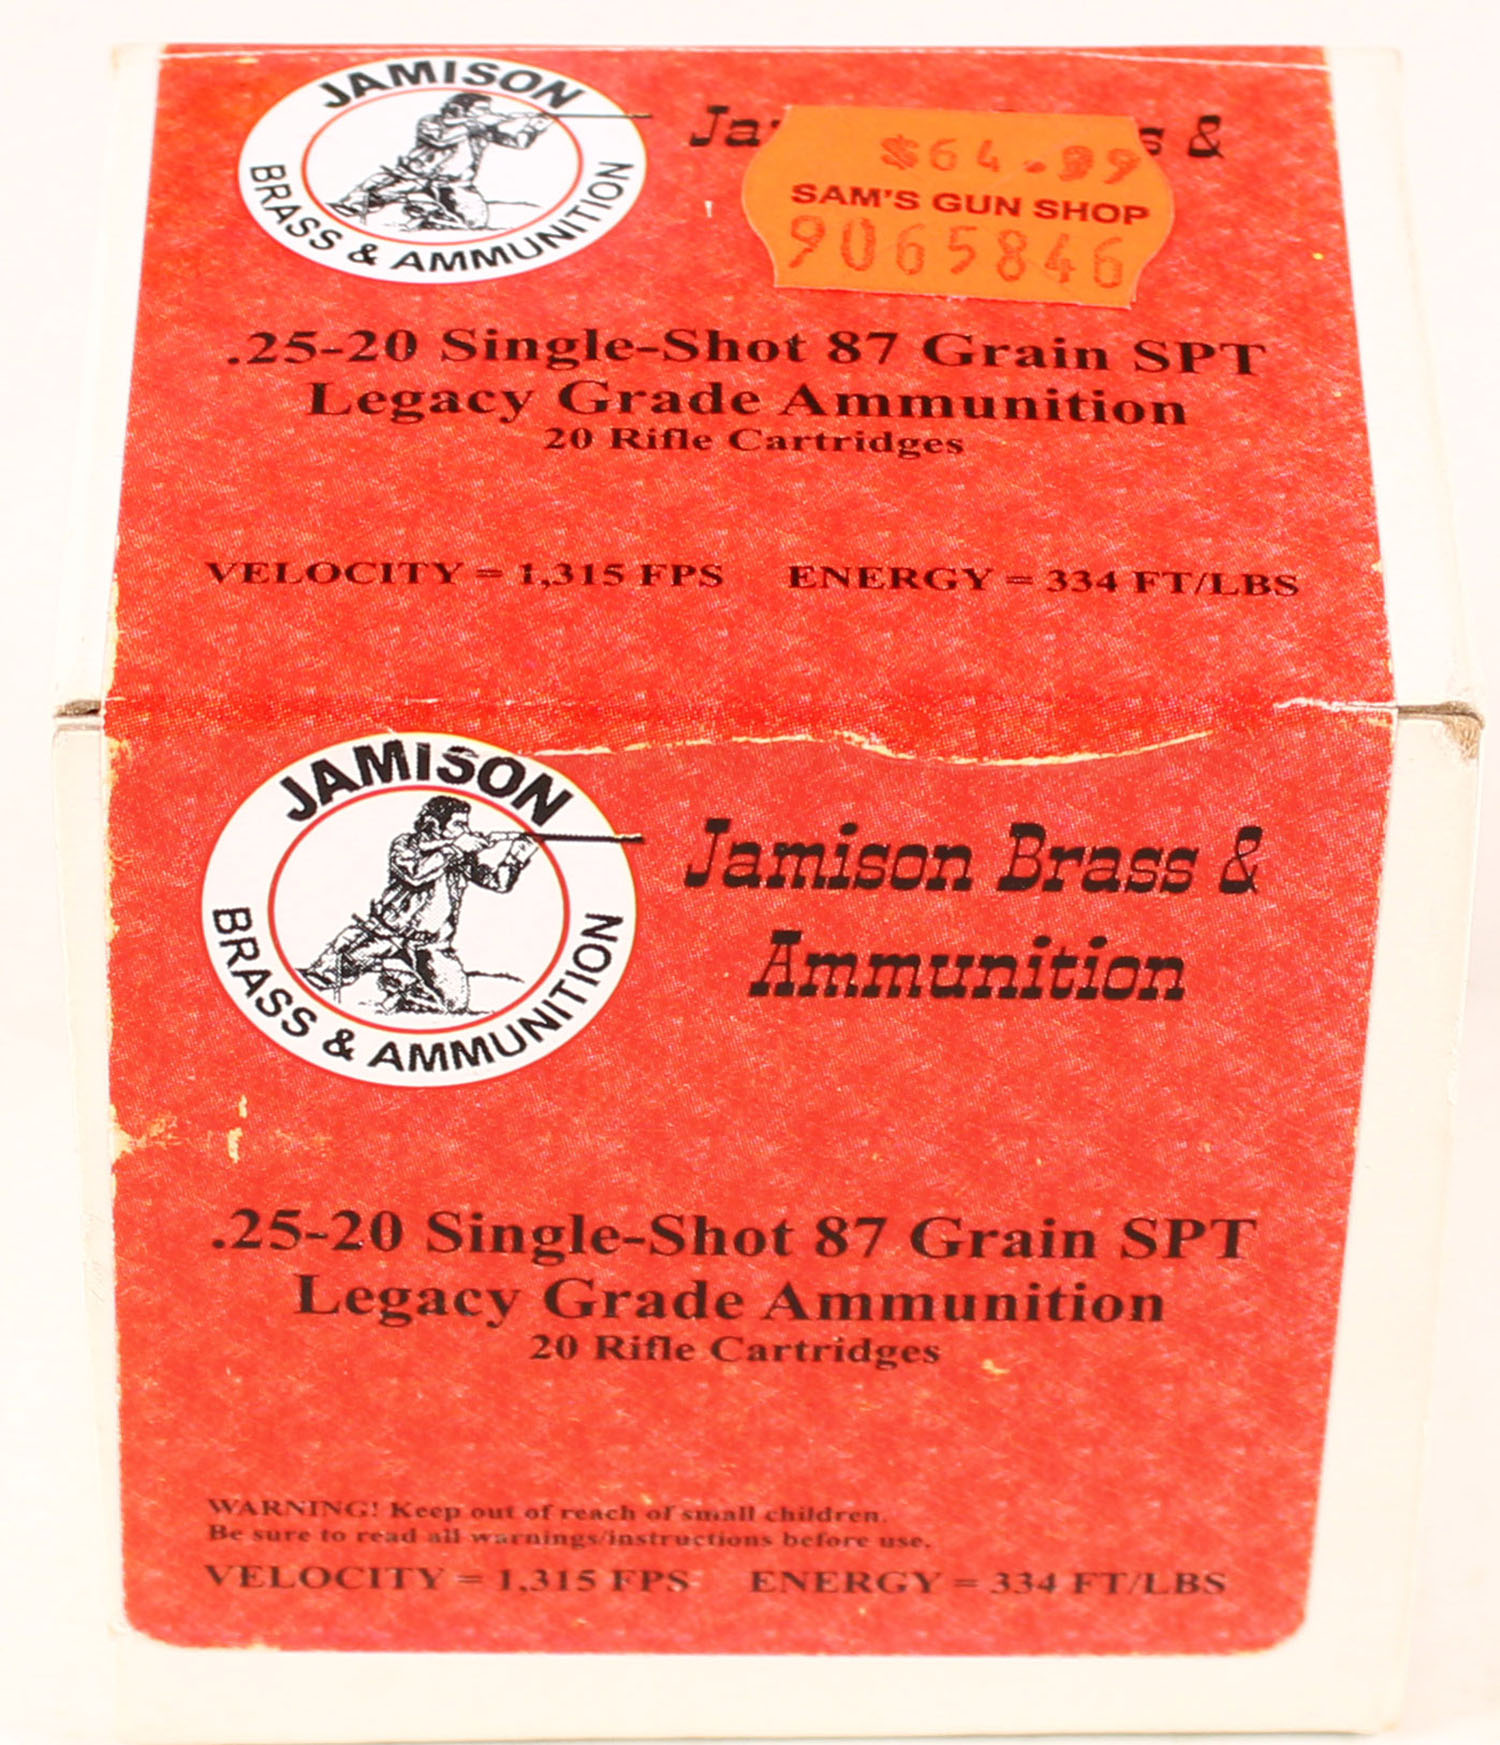 JAMISON
BRASS & AMMUNITION
&
$64.99
SAM'S GUN SHOP
9065846
.25-20 Single-Shot 87 Grain SPT
Legacy Grade Ammunition
20 Rifle Cartridges
VELOCITY = 1,315 FPS ENERGY = 334 FT/LBS
JAMISON
BRASS & AMMUNITION
Jamison Brass &
Ammunition
.25-20 Single-Shot 87 Grain SPT
Legacy Grade Ammunition
20 Rifle Cartridges
WARNING! Keep out of reach of small children.
Be sure to read all warnings/instructions before use.
VELOCITY = 1,315 FPS ENERGY = 334 FT/LBS